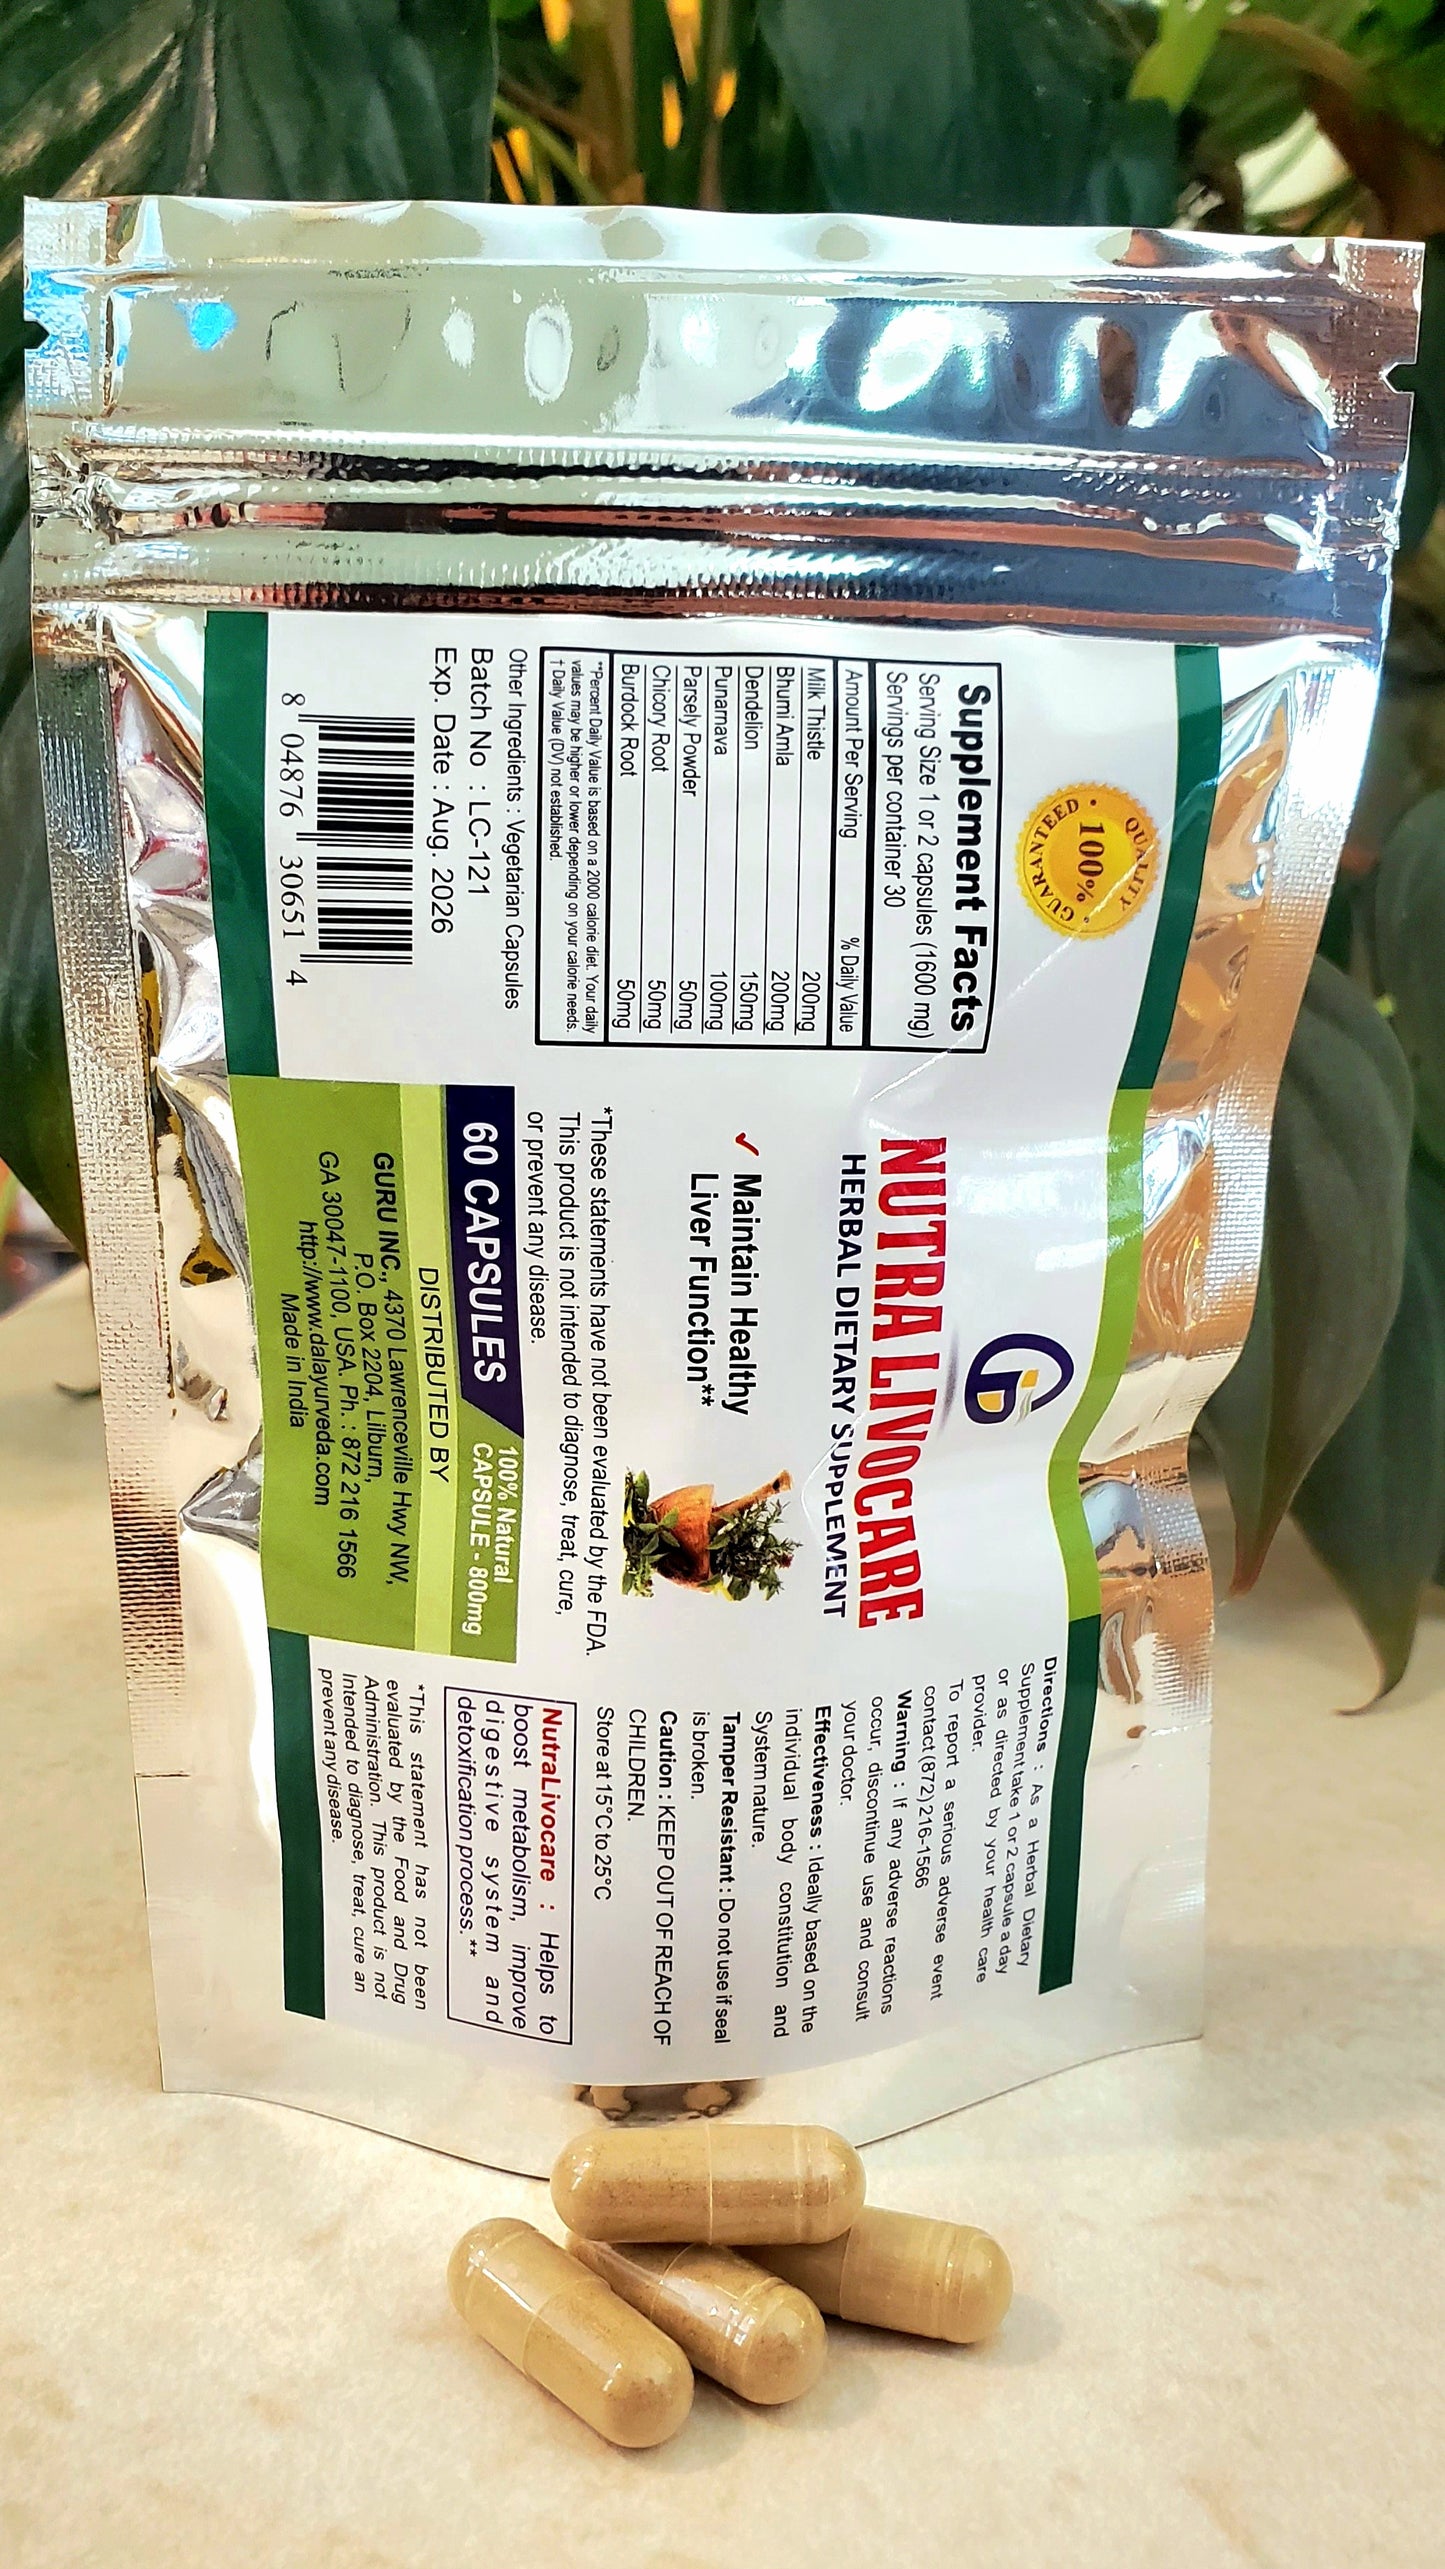 QUALITY
100%
GUARANTEED
Supplement Facts
Serving Size 1 or 2 capsules (1600 mg)
Servings per container 30
Amount Per Serving % Daily Value
Milk Thistle 200mg
Bhumi Amla 200mg
Dendelion 150mg
Punarnava 100mg
Parsely Powder 50mg
Chicory Root 50mg
Burdock Root 50mg
**Percent Daily Value is based on a 2000 calorie diet. Your daily
values may be higher or lower depending on your calorie needs.
† Daily Value (DV) not established.
Other Ingredients : Vegetarian Capsules
Batch No : LC-121
Exp. Date : Aug. 2026
8 04876 30651 4
NUTRA LIVOCARE
HERBAL DIETARY SUPPLEMENT
✓ Maintain Healthy
Liver Function**
*These statements have not been evaluated by the FDA.
This product is not intended to diagnose, treat, cure,
or prevent any disease.
60 CAPSULES
100% Natural
CAPSULE - 800mg
DISTRIBUTED BY
GURU INC., 4370 Lawrenceville Hwy NW,
P.O. Box 2204, Lilburn,
GA 30047-1100, USA. Ph. : 872 216 1566
http://www.dalayurveda.com
Made in India
Directions : As a Herbal Dietary
Supplement take 1 or 2 capsule a day
or as directed by your health care
provider.
To report a serious adverse event
contact (872) 216-1566
Warning : If any adverse reactions
occur, discontinue use and consult
your doctor.
Effectiveness : Ideally based on the
individual body constitution and
System nature.
Tamper Resistant : Do not use if seal
is broken.
Caution : KEEP OUT OF REACH OF
CHILDREN.
Store at 15°C to 25°C
NutraLivocare : Helps to
boost metabolism, improve
digestive system and
detoxification process. **
*This statement has not been
evaluated by the Food and Drug
Administration. This product is not
Intended to diagnose, treat, cure an
prevent any disease.